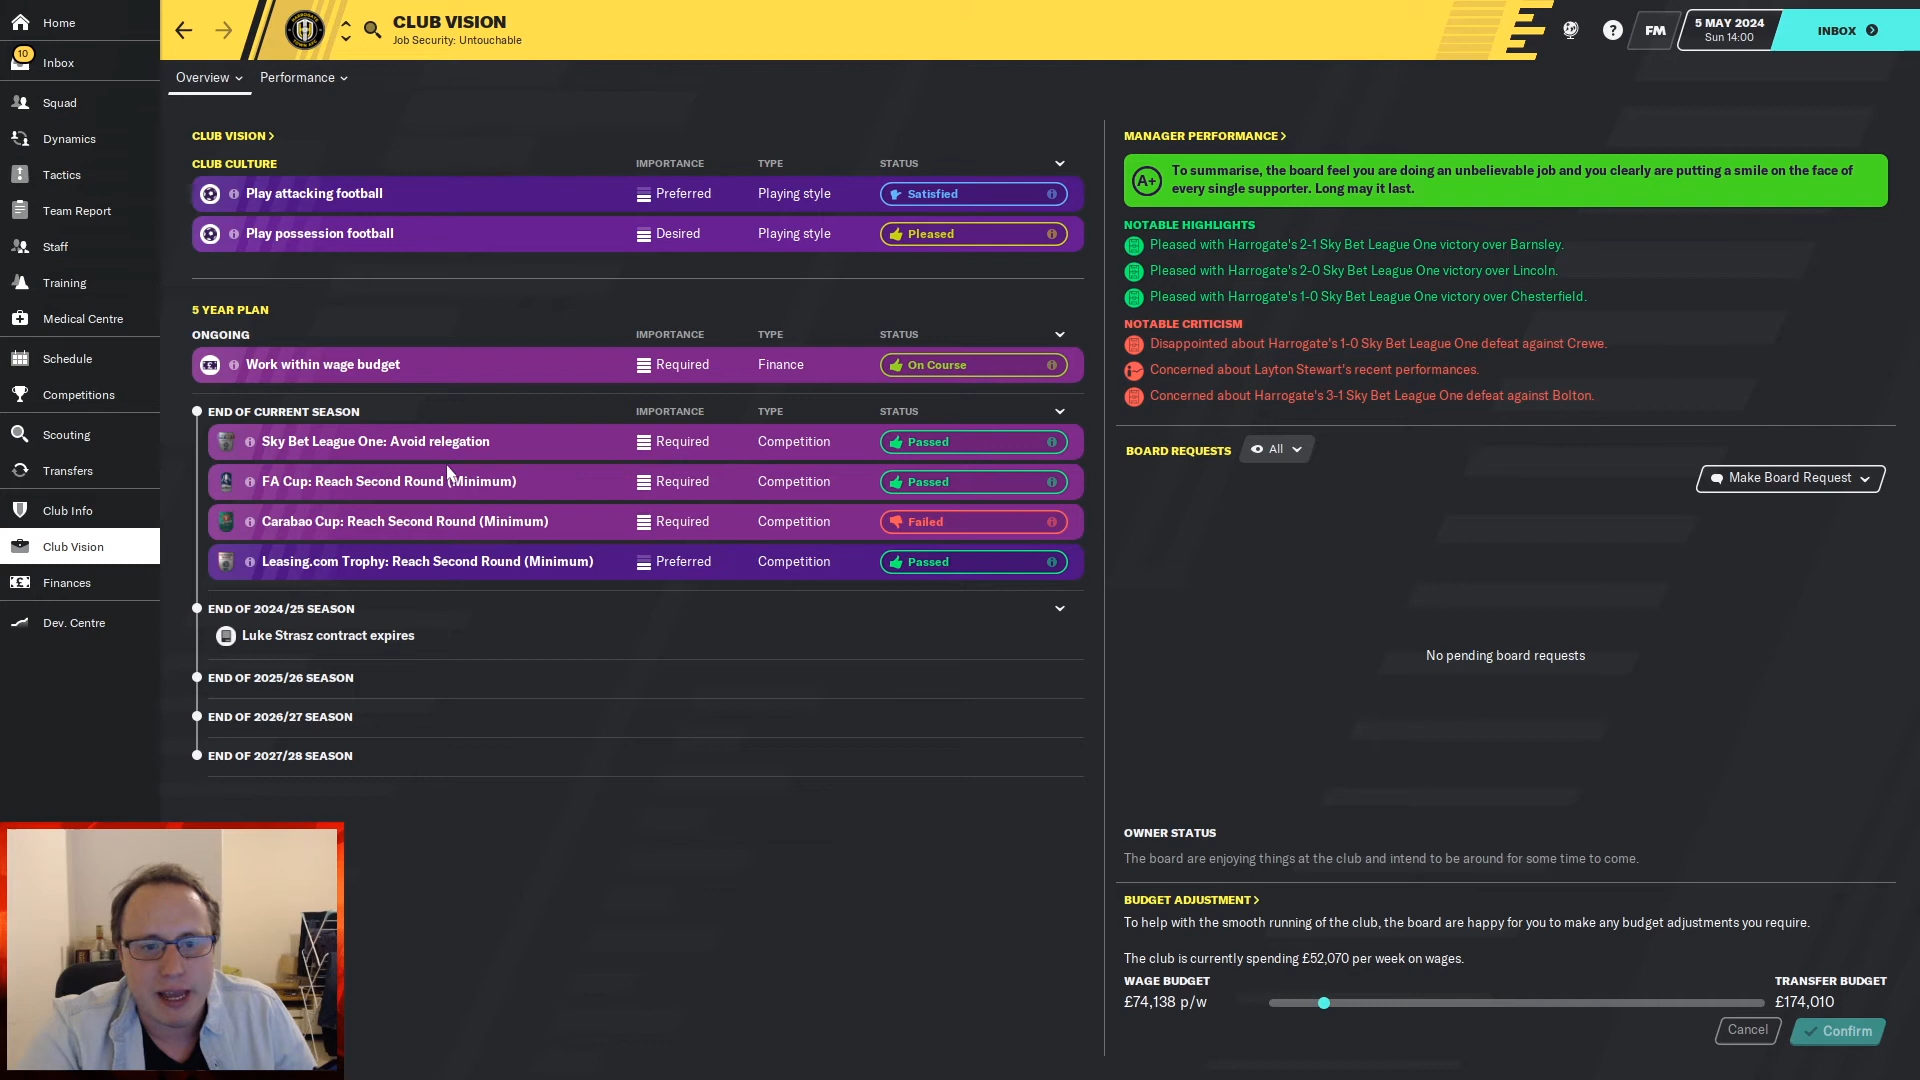 Home
10
Inbox
Squad
Dynamics
Tactics
Team Report
Staff
Training
Medical Centre
Schedule
Competitions
Scouting
Transfers
Club Info
Club Vision
Finances
Dev. Centre
CLUB VISION
Job Security: Untouchable
? FM
5 MAY 2024
Sun 14:00
INBOX
Overview Performance
CLUB VISION >
CLUB CULTURE IMPORTANCE TYPE STATUS
Play attacking football Preferred Playing style Satisfied
Play possession football Desired Playing style Pleased
5 YEAR PLAN
ONGOING IMPORTANCE TYPE STATUS
Work within wage budget Required Finance On Course
END OF CURRENT SEASON IMPORTANCE TYPE STATUS
Sky Bet League One: Avoid relegation Required Competition Passed
FA Cup: Reach Second Round (Minimum) Required Competition Passed
Carabao Cup: Reach Second Round (Minimum) Required Competition Failed
Leasing.com Trophy: Reach Second Round (Minimum) Preferred Competition Passed
END OF 2024/25 SEASON
Luke Strasz contract expires
END OF 2025/26 SEASON
END OF 2026/27 SEASON
END OF 2027/28 SEASON
MANAGER PERFORMANCE >
A+
To summarise, the board feel you are doing an unbelievable job and you clearly are putting a smile on the face of
every single supporter. Long may it last.
NOTABLE HIGHLIGHTS
Pleased with Harrogate's 2-1 Sky Bet League One victory over Barnsley.
Pleased with Harrogate's 2-0 Sky Bet League One victory over Lincoln.
Pleased with Harrogate's 1-0 Sky Bet League One victory over Chesterfield.
NOTABLE CRITICISM
Disappointed about Harrogate's 1-0 Sky Bet League One defeat against Crewe.
Concerned about Layton Stewart's recent performances.
Concerned about Harrogate's 3-1 Sky Bet League One defeat against Bolton.
BOARD REQUESTS All
Make Board Request
No pending board requests
OWNER STATUS
The board are enjoying things at the club and intend to be around for some time to come.
BUDGET ADJUSTMENT >
To help with the smooth running of the club, the board are happy for you to make any budget adjustments you require.
The club is currently spending £52,070 per week on wages.
WAGE BUDGET TRANSFER BUDGET
£74,138 p/w £174,010
Cancel Confirm